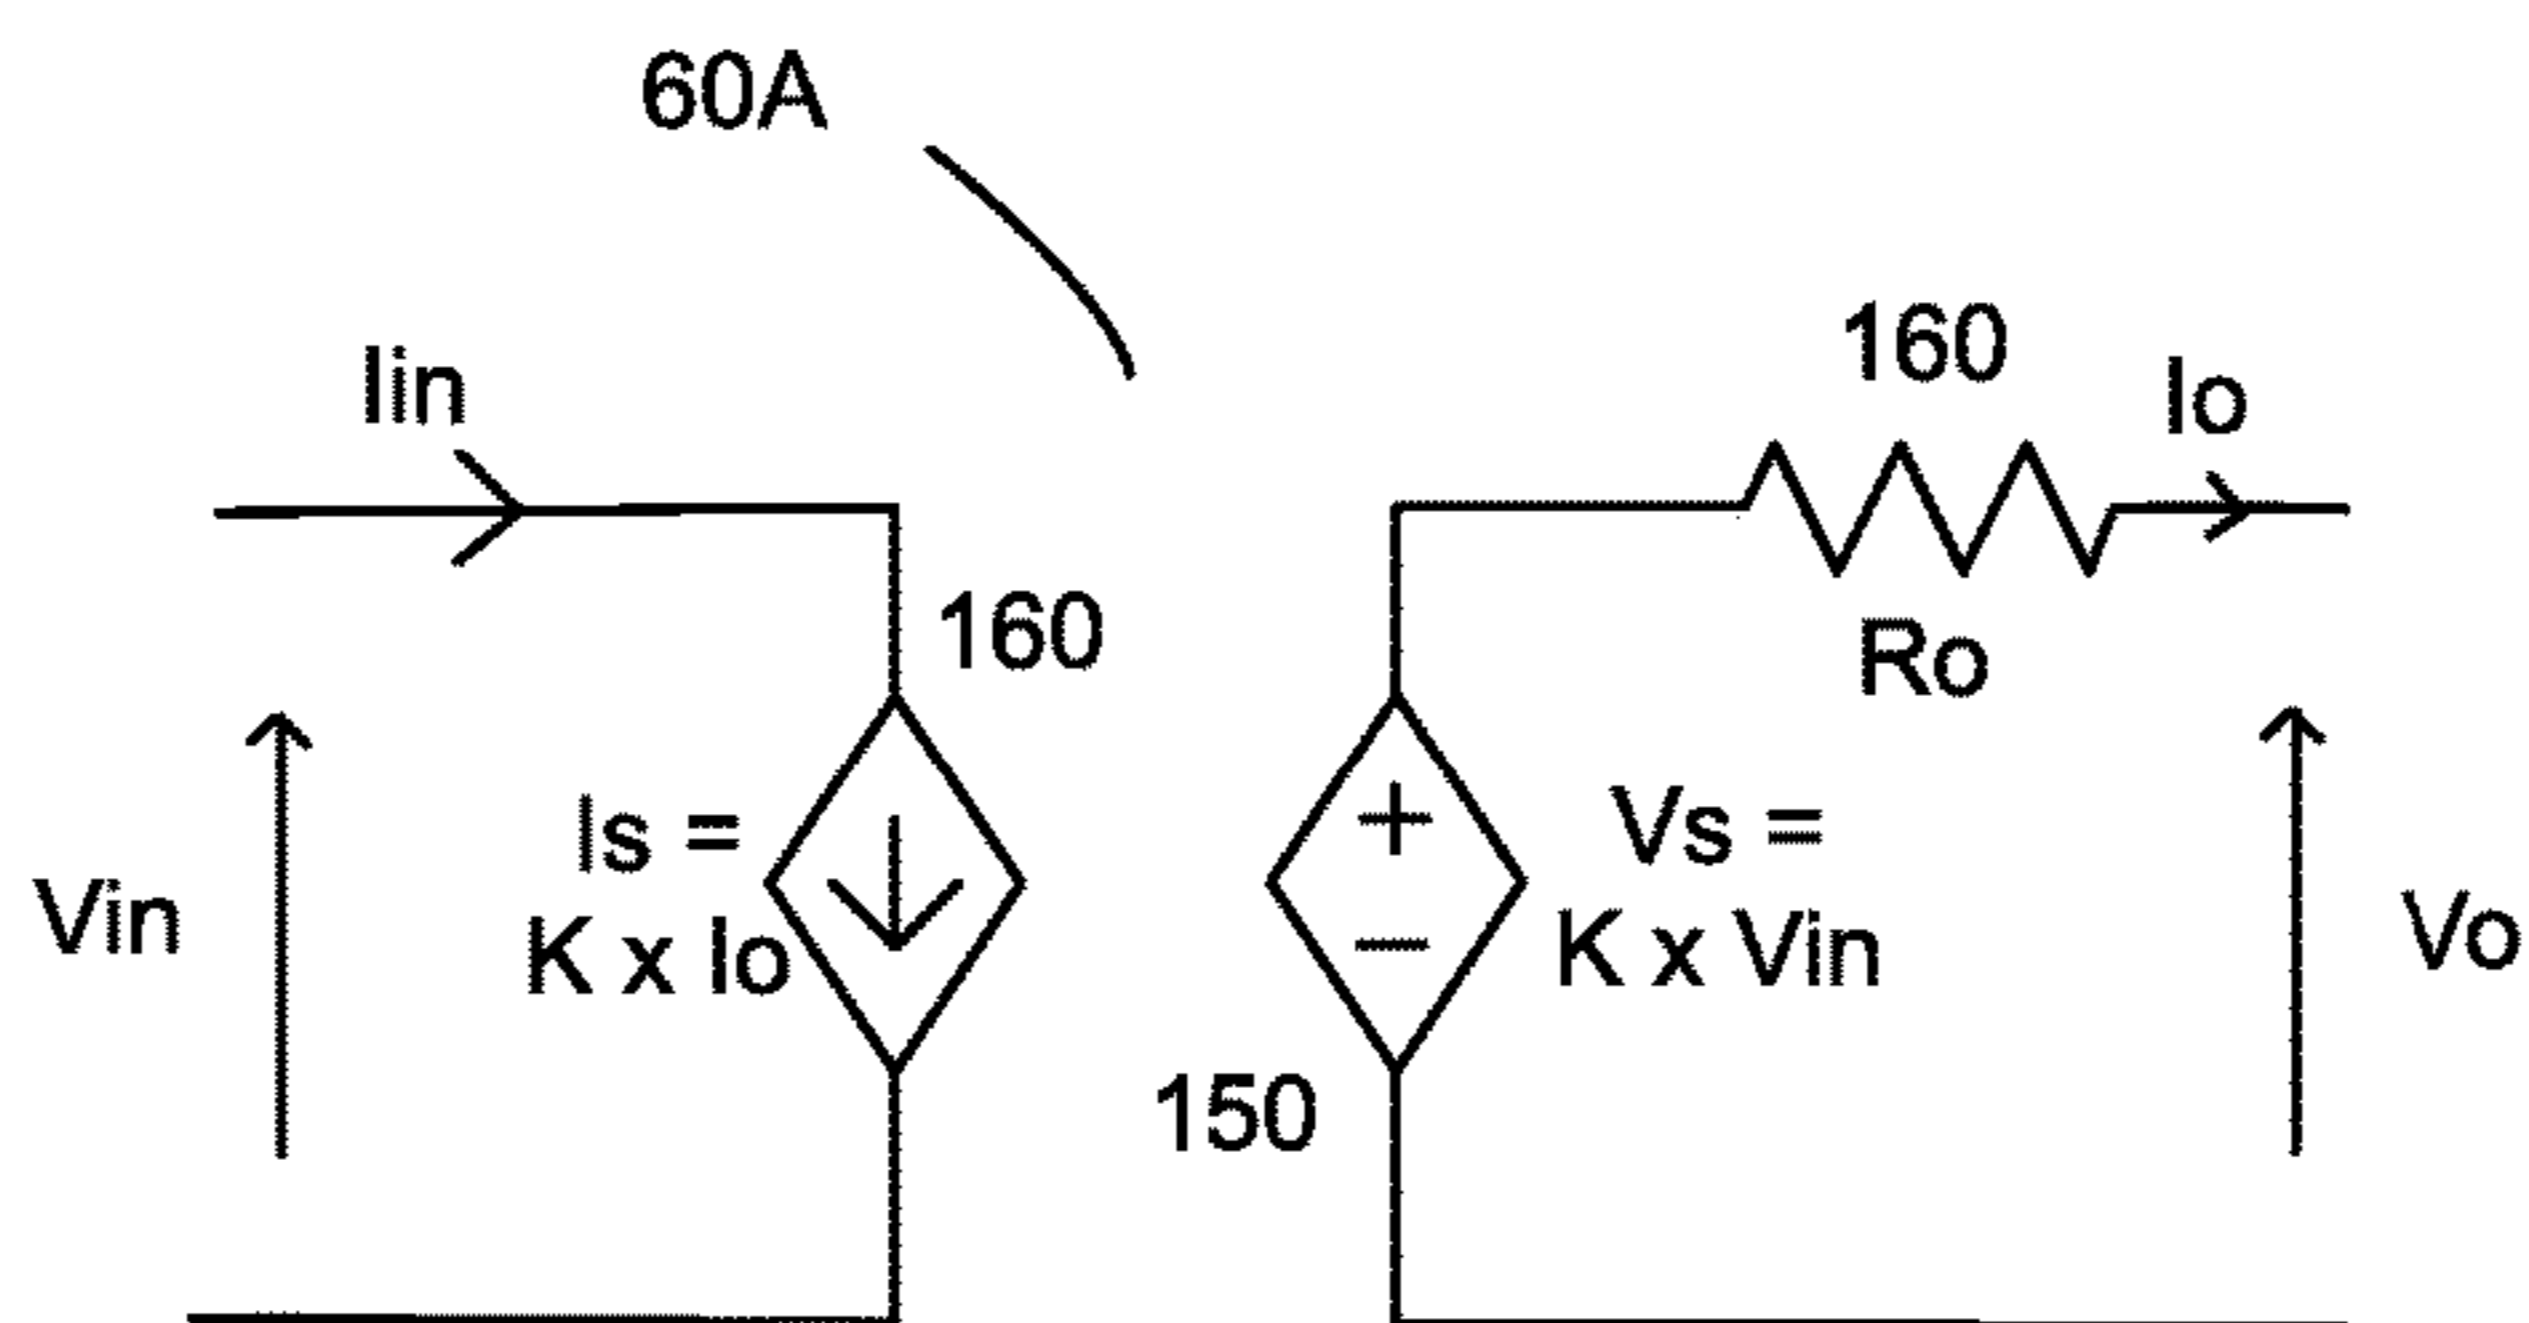 60A
Iin
160
Io
160
Ro
Is =
K x Io
Vs =
K x Vin
Vin
Vo
150